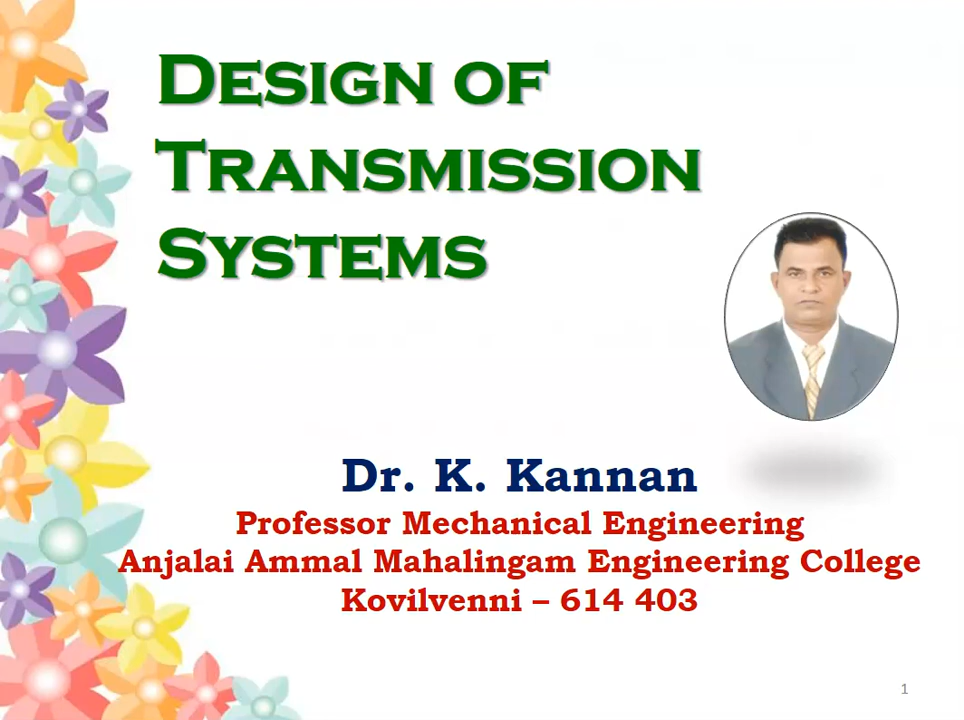 Design of
Transmission
Systems
Dr. K. Kannan
Professor Mechanical Engineering
Anjalai Ammal Mahalingam Engineering College
Kovilvenni – 614 403
1